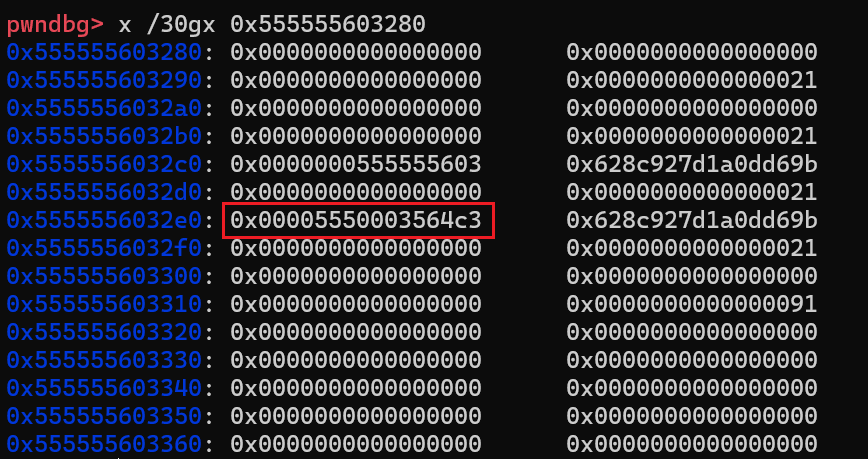 pwndbg> x /30gx 0x555555603280
0x555555603280: 0x0000000000000000 0x0000000000000000
0x555555603290: 0x0000000000000000 0x0000000000000021
0x5555556032a0: 0x0000000000000000 0x0000000000000000
0x5555556032b0: 0x0000000000000000 0x0000000000000021
0x5555556032c0: 0x0000000555555603 0x628c927d1a0dd69b
0x5555556032d0: 0x0000000000000000 0x0000000000000021
0x5555556032e0: 0x00005550003564c3 0x628c927d1a0dd69b
0x5555556032f0: 0x0000000000000000 0x0000000000000021
0x555555603300: 0x0000000000000000 0x0000000000000000
0x555555603310: 0x0000000000000000 0x0000000000000091
0x555555603320: 0x0000000000000000 0x0000000000000000
0x555555603330: 0x0000000000000000 0x0000000000000000
0x555555603340: 0x0000000000000000 0x0000000000000000
0x555555603350: 0x0000000000000000 0x0000000000000000
0x555555603360: 0x0000000000000000 0x0000000000000000